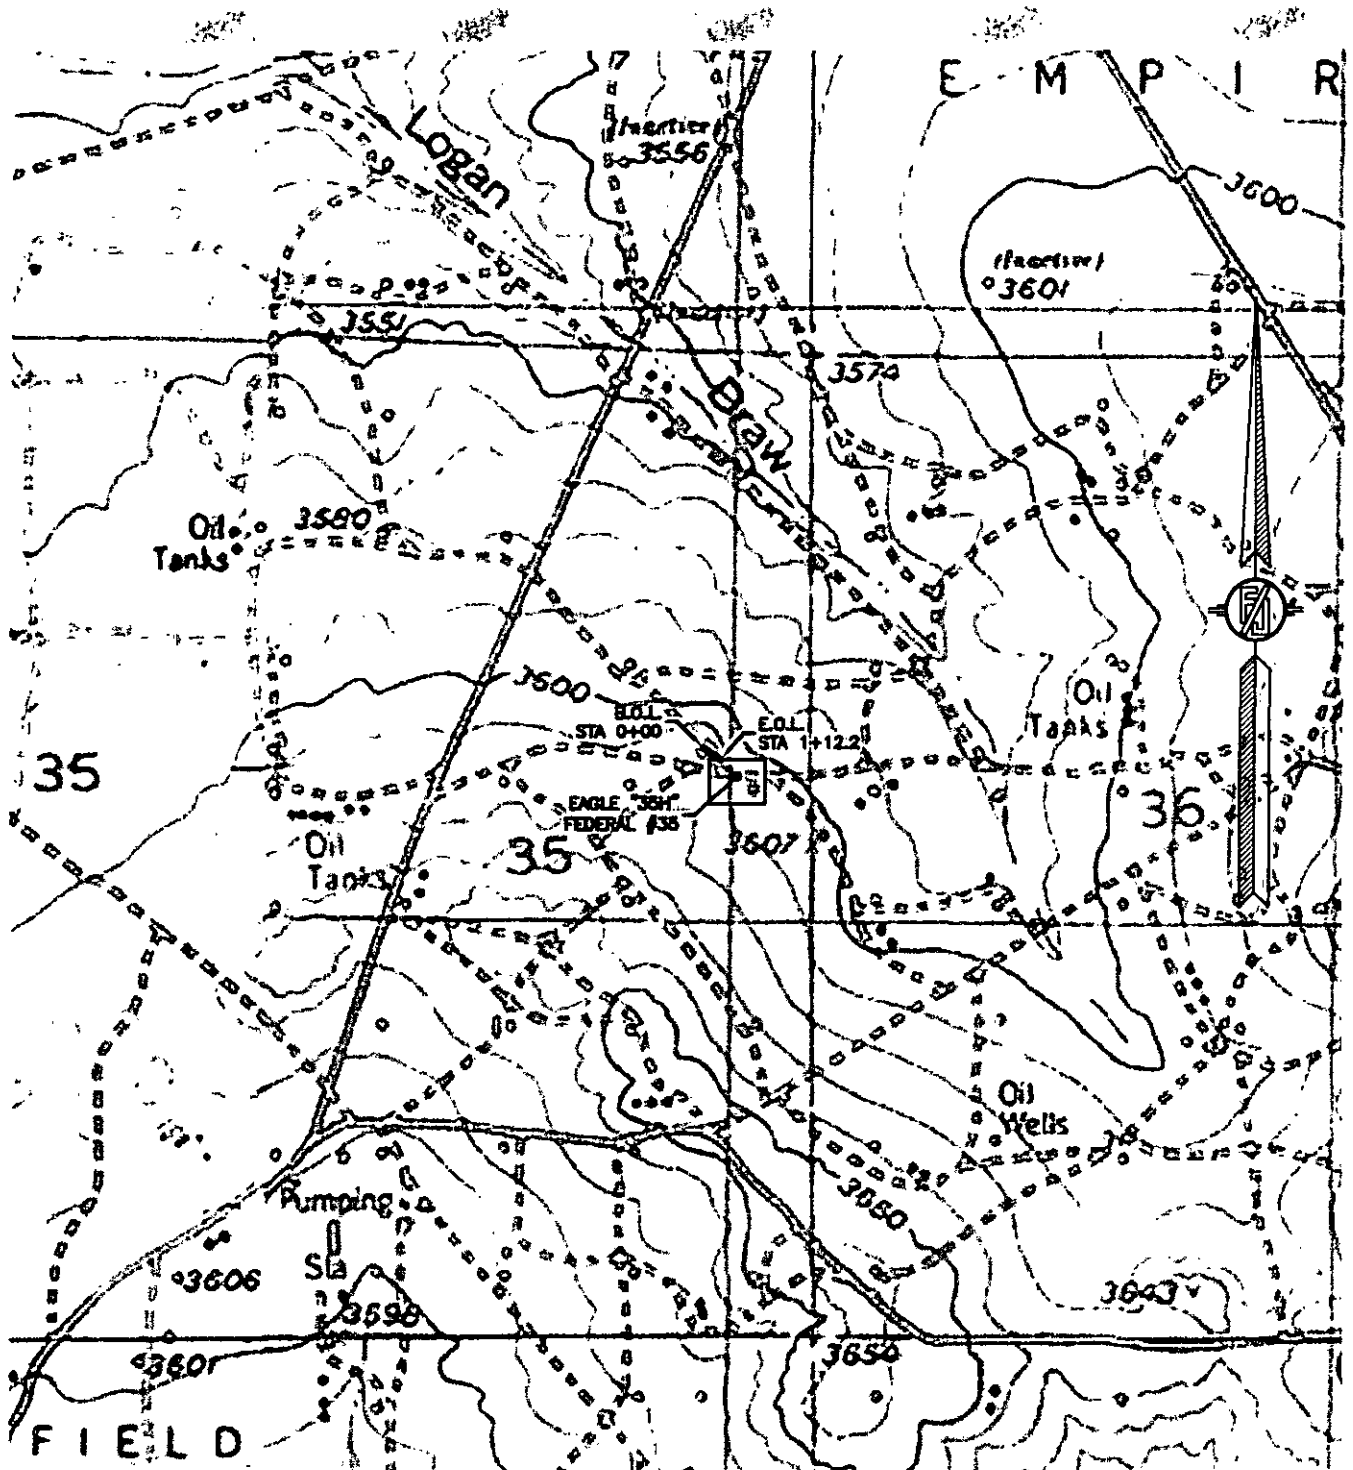 E M P I R
17
Logan
(Inactive)
3556
3600
(Inactive)
3601
3551
3574
Draw
Oil
Tanks
3580
3600
B.O.L.
STA 0+00
E.O.L.
STA 1+12.2
Oil
Tanks
35
36
EAGLE "35H"
FEDERAL #35
3607
35
Oil
Tanks
Oil
Wells
Pumping
Sta
3660
3606
3643
3598
3601
3650
F I E L D